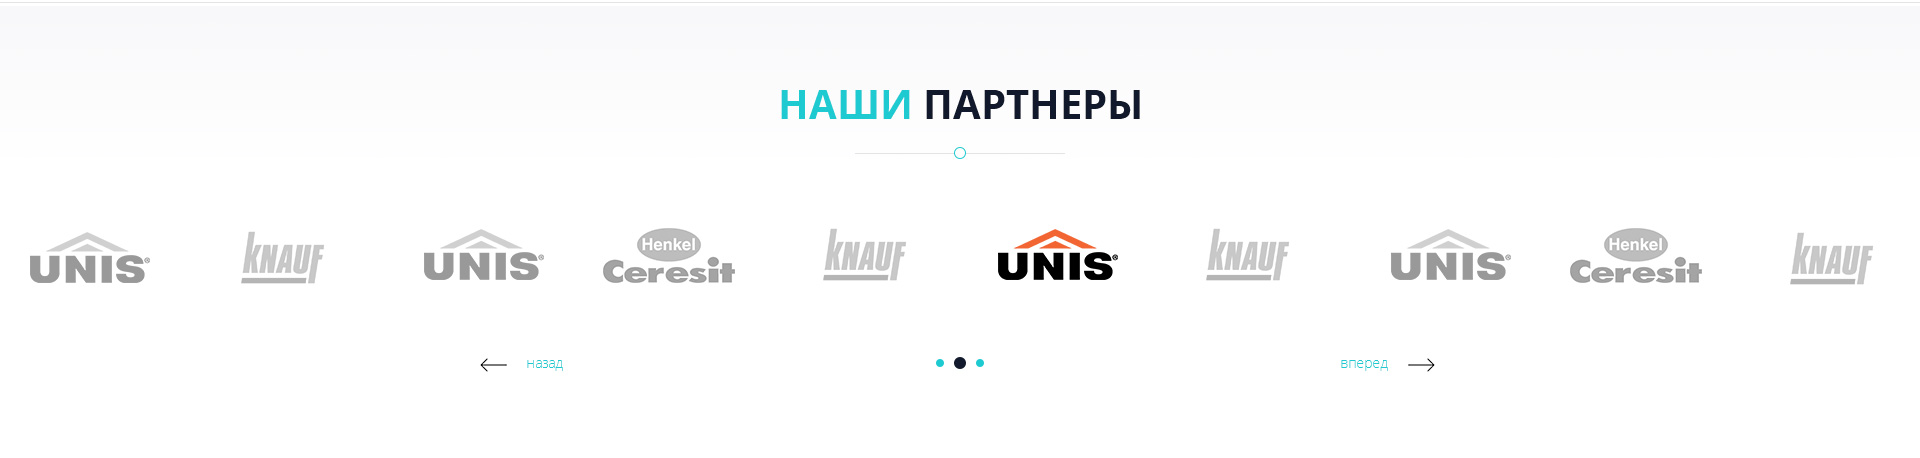 НАШИ ПАРТНЕРЫ
UNIS® KNAUF UNIS® Henkel Ceresit KNAUF UNIS® KNAUF UNIS® Henkel Ceresit KNAUF
назад вперед